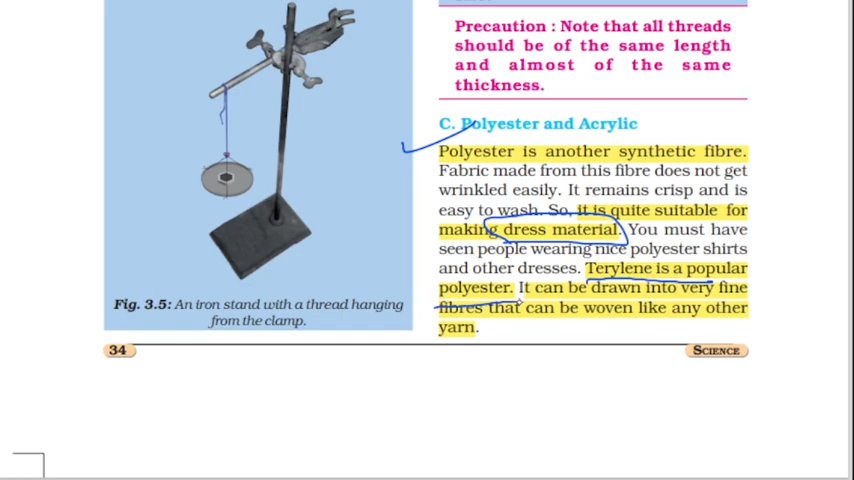 Precaution : Note that all threads
should be of the same length
and almost of the same
thickness.
C. Polyester and Acrylic
Polyester is another synthetic fibre.
Fabric made from this fibre does not get
wrinkled easily. It remains crisp and is
easy to wash. So, it is quite suitable for
making dress material. You must have
seen people wearing nice polyester shirts
and other dresses. Terylene is a popular
polyester. It can be drawn into very fine
fibres that can be woven like any other
yarn.
Fig. 3.5: An iron stand with a thread hanging
from the clamp.
34
SCIENCE